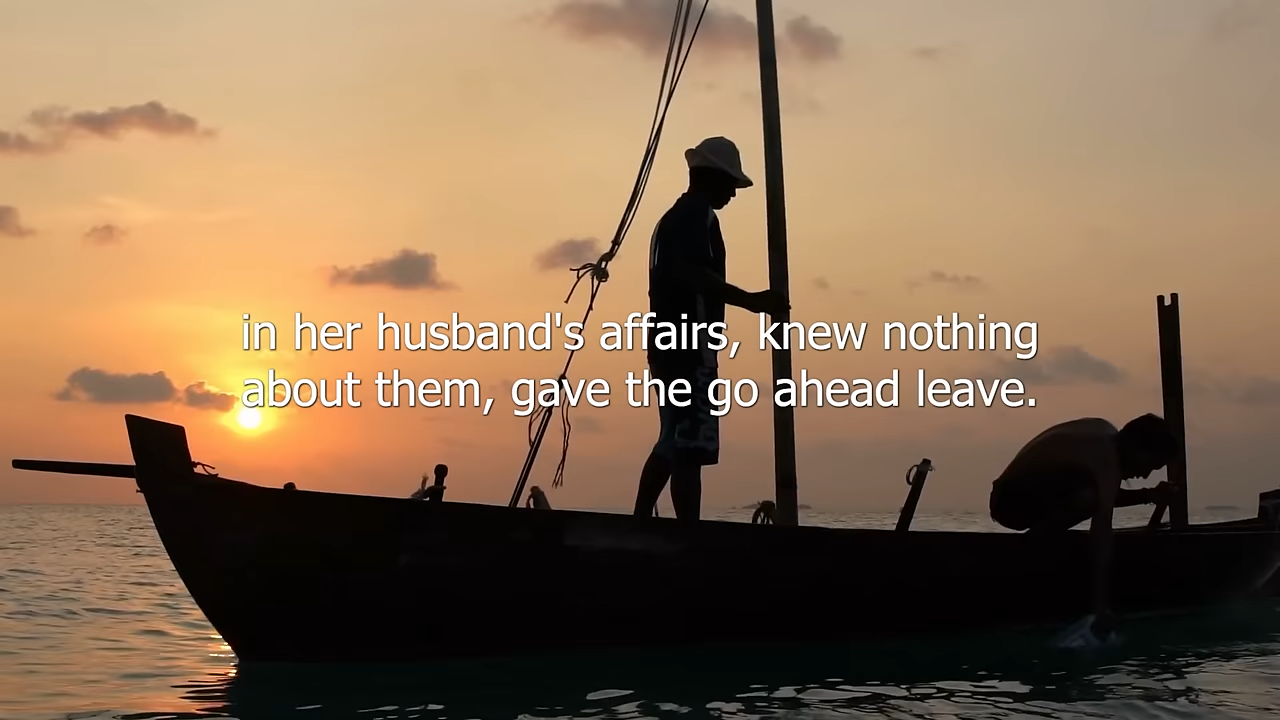 in her husband's affairs, knew nothing
about them, gave the go ahead leave.